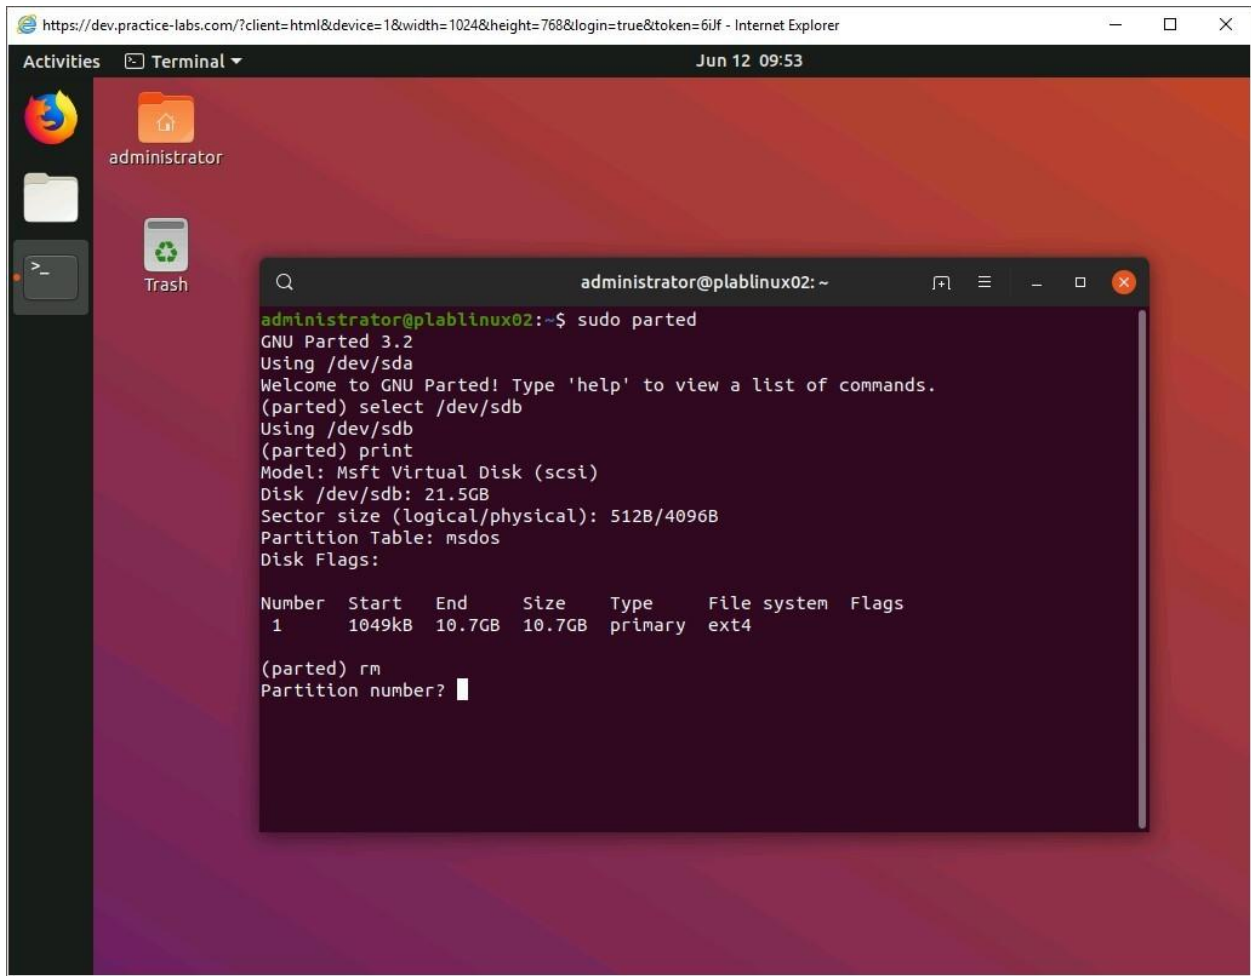 https://dev.practice-labs.com/?client=html&device=1&width=1024&height=768&login=true&token=6iJf - Internet Explorer
Activities Terminal Jun 12 09:53
administrator
Trash
administrator@plablinux02: ~
administrator@plablinux02:~$ sudo parted
GNU Parted 3.2
Using /dev/sda
Welcome to GNU Parted! Type 'help' to view a list of commands.
(parted) select /dev/sdb
Using /dev/sdb
(parted) print
Model: Msft Virtual Disk (scsi)
Disk /dev/sdb: 21.5GB
Sector size (logical/physical): 512B/4096B
Partition Table: msdos
Disk Flags:
Number  Start   End     Size    Type     File system  Flags
 1      1049kB  10.7GB  10.7GB  primary  ext4
(parted) rm
Partition number?